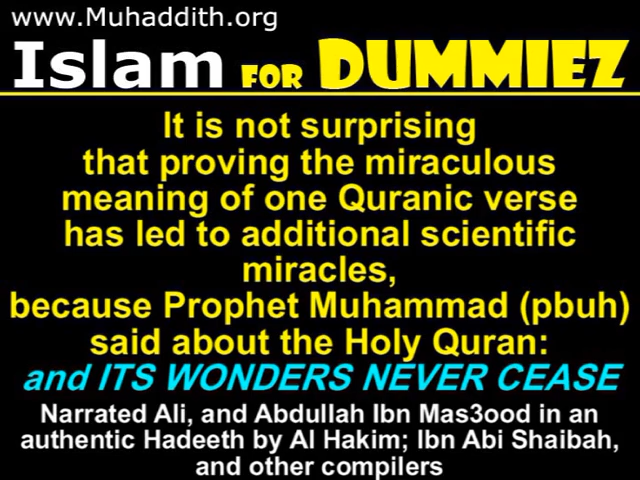 www.Muhaddith.org
Islam FOR DUMMIEZ
It is not surprising
that proving the miraculous
meaning of one Quranic verse
has led to additional scientific
miracles,
because Prophet Muhammad (pbuh)
said about the Holy Quran:
and ITS WONDERS NEVER CEASE
Narrated Ali, and Abdullah Ibn Mas3ood in an
authentic Hadeeth by Al Hakim; Ibn Abi Shaibah,
and other compilers